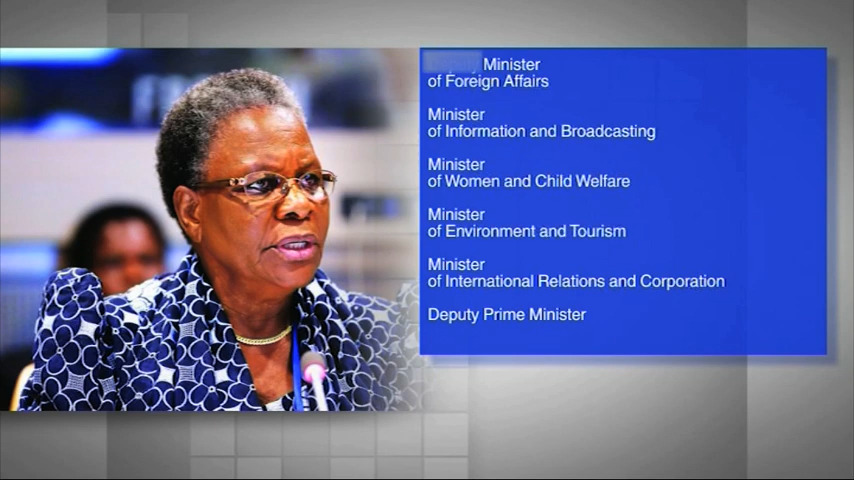 Minister
of Foreign Affairs
Minister
of Information and Broadcasting
Minister
of Women and Child Welfare
Minister
of Environment and Tourism
Minister
of International Relations and Corporation
Deputy Prime Minister